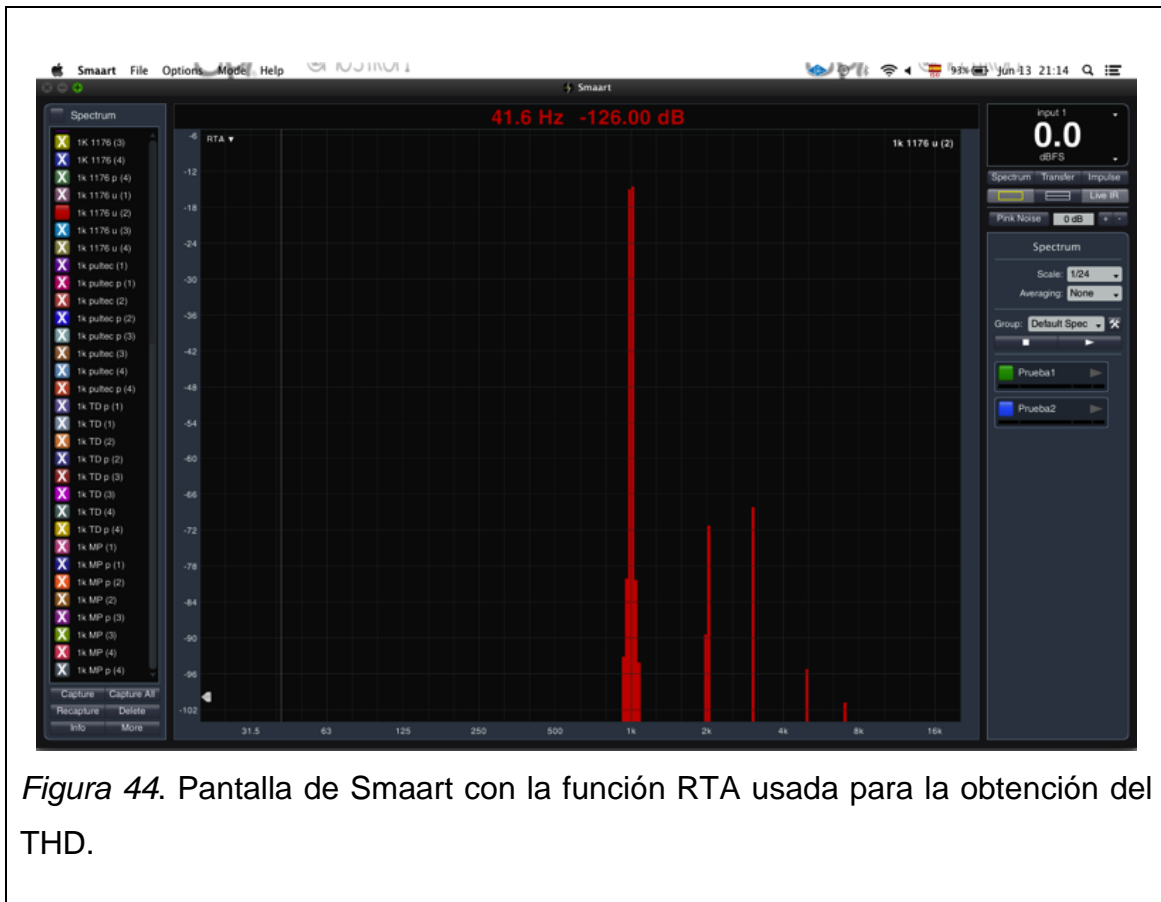 Smaart File Options Mode Help
93% Jun 13 21:14
Smaart
Spectrum
1K 1176 (3)
1K 1176 (4)
1k 1176 p (4)
1k 1176 u (1)
1k 1176 u (2)
1k 1176 u (3)
1k 1176 u (4)
1k pultec (1)
1k pultec p (1)
1k pultec (2)
1k pultec p (2)
1k pultec p (3)
1k pultec (3)
1k pultec (4)
1k pultec p (4)
1k TD p (1)
1k TD (1)
1k TD (2)
1k TD p (2)
1k TD p (3)
1k TD (3)
1k TD (4)
1k TD p (4)
1k MP (1)
1k MP p (1)
1k MP p (2)
1k MP (2)
1k MP p (3)
1k MP (3)
1k MP (4)
1k MP p (4)
Capture Capture All
Recapture Delete
Info More
41.6 Hz -126.00 dB
RTA
1k 1176 u (2)
-6
-12
-18
-24
-30
-36
-42
-48
-54
-60
-66
-72
-78
-84
-90
-96
-102
31.5 63 125 250 500 1k 2k 4k 8k 16k
input 1
0.0
dBFS
Spectrum Transfer Impulse
Live IR
Pink Noise 0 dB + -
Spectrum
Scale: 1/24
Averaging: None
Group: Default Spec
Prueba1
Prueba2
Figura 44. Pantalla de Smaart con la función RTA usada para la obtención del
THD.